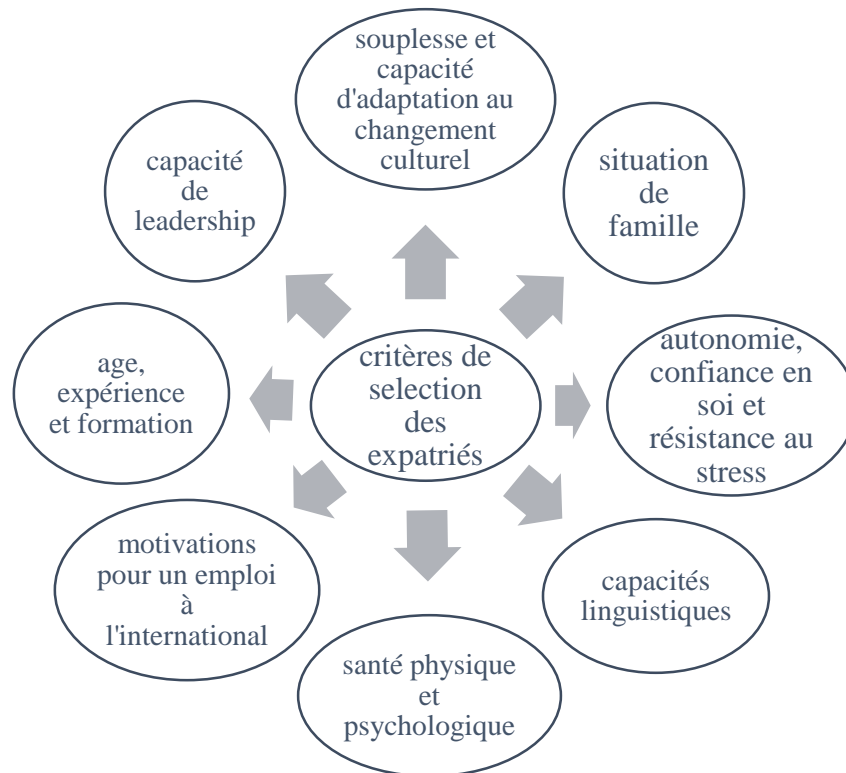 souplesse et
capacité
d'adaptation au
changement
culturel
situation
de
famille
autonomie,
confiance en
soi et
résistance au
stress
capacités
linguistiques
santé physique
et
psychologique
motivations
pour un emploi
à
l'international
age,
expérience
et formation
capacité
de
leadership
critères de
selection
des
expatriés